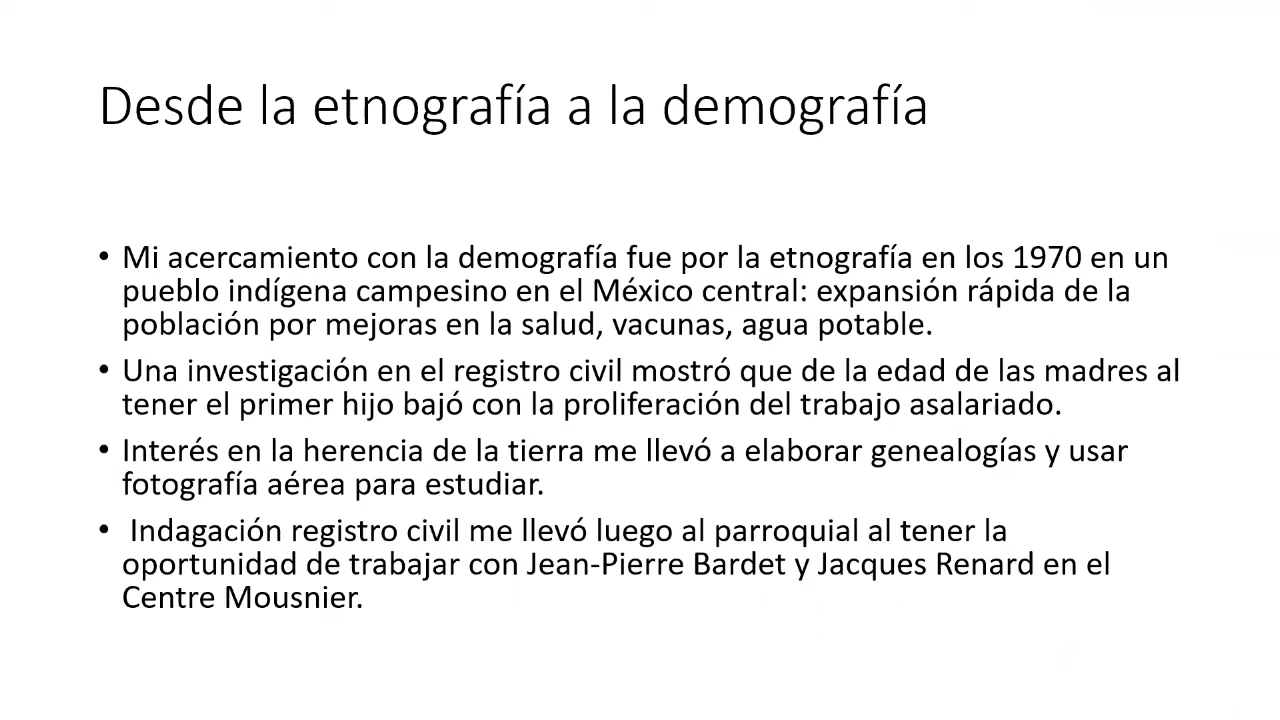 Desde la etnografía a la demografía
• Mi acercamiento con la demografía fue por la etnografía en los 1970 en un
pueblo indígena campesino en el México central: expansión rápida de la
población por mejoras en la salud, vacunas, agua potable.
• Una investigación en el registro civil mostró que de la edad de las madres al
tener el primer hijo bajó con la proliferación del trabajo asalariado.
• Interés en la herencia de la tierra me llevó a elaborar genealogías y usar
fotografía aérea para estudiar.
• Indagación registro civil me llevó luego al parroquial al tener la
oportunidad de trabajar con Jean-Pierre Bardet y Jacques Renard en el
Centre Mousnier.